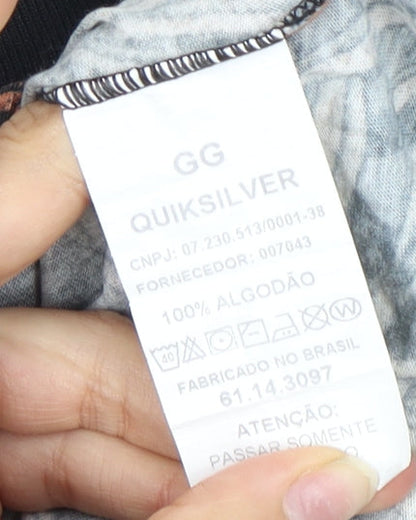 GG
QUIKSILVER
CNPJ: 07.230.513/0001-38
FORNECEDOR: 007043
100% ALGODÃO
40 W
FABRICADO NO BRASIL
61.14.3097
ATENÇÃO:
PASSAR SOMENTE